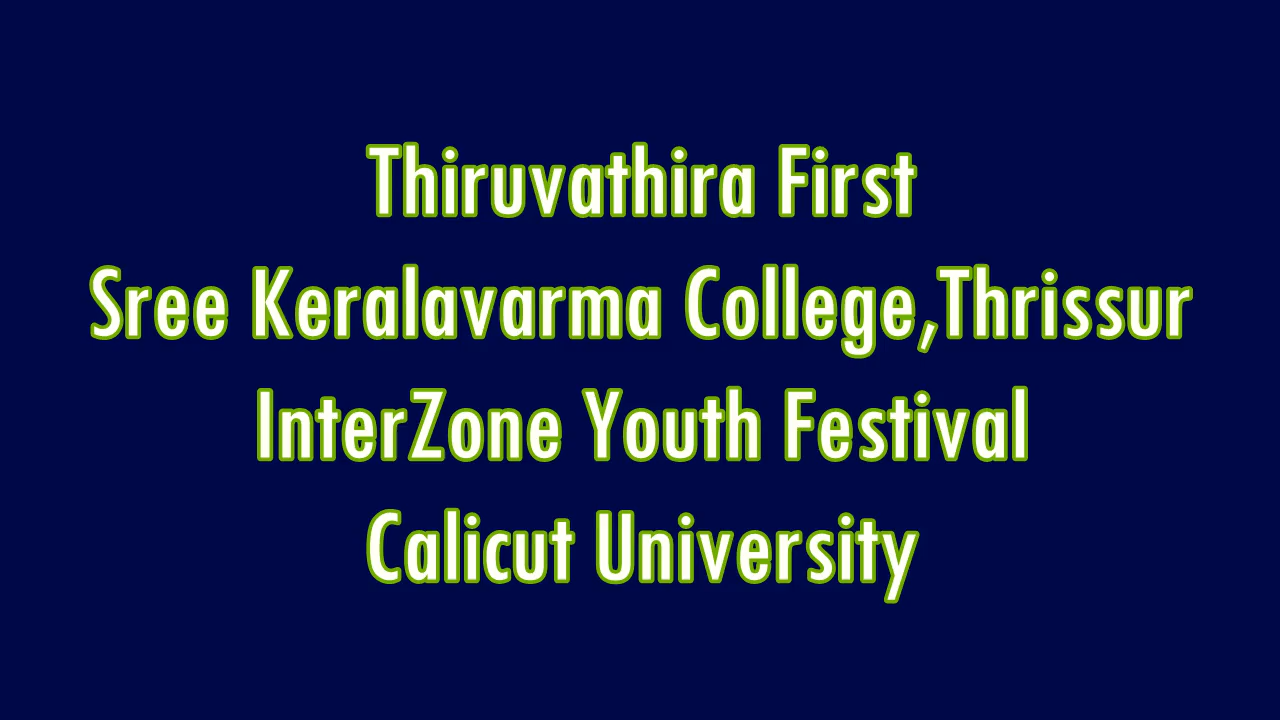 Thiruvathira First
Sree Keralavarma College,Thrissur
InterZone Youth Festival
Calicut University